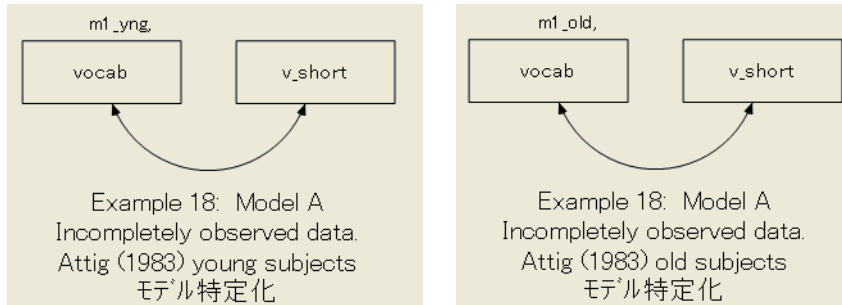 m1_yng,
vocab
v_short
Example 18: Model A
Incompletely observed data.
Attig (1983) young subjects
モデル特定化
m1_old,
vocab
v_short
Example 18: Model A
Incompletely observed data.
Attig (1983) old subjects
モデル特定化